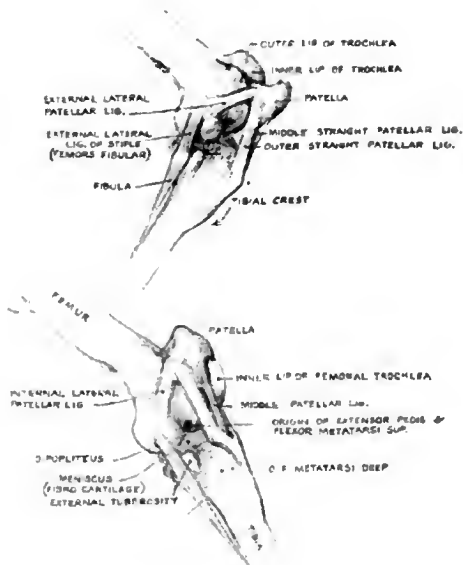 OUTER LIP OF TROCHLEA
INNER LIP OF TROCHLEA
EXTERNAL LATERAL
PATELLAR LIG.
PATELLA
EXTERNAL LATERAL
LIG. OF STIPLE
(FEMORS FIBULAR)
MIDDLE STRAIGHT PATELLAR LIG.
OUTER STRAIGHT PATELLAR LIG.
FIBULA
TIBIAL CREST
FEMUR
PATELLA
INNER LIP OF FEMORAL TROCHLEA
INTERNAL LATERAL
PATELLAR LIG
MIDDLE PATELLAR LIG.
ORIGIN OF EXTENSOR PEDIS &
FLEXOR METATARSI SUP.
O. POPLITEUS
MENISCUS
(FIBRO CARTILAGE)
EXTERNAL TUBEROSITY
O.F. METATARSI DEEP